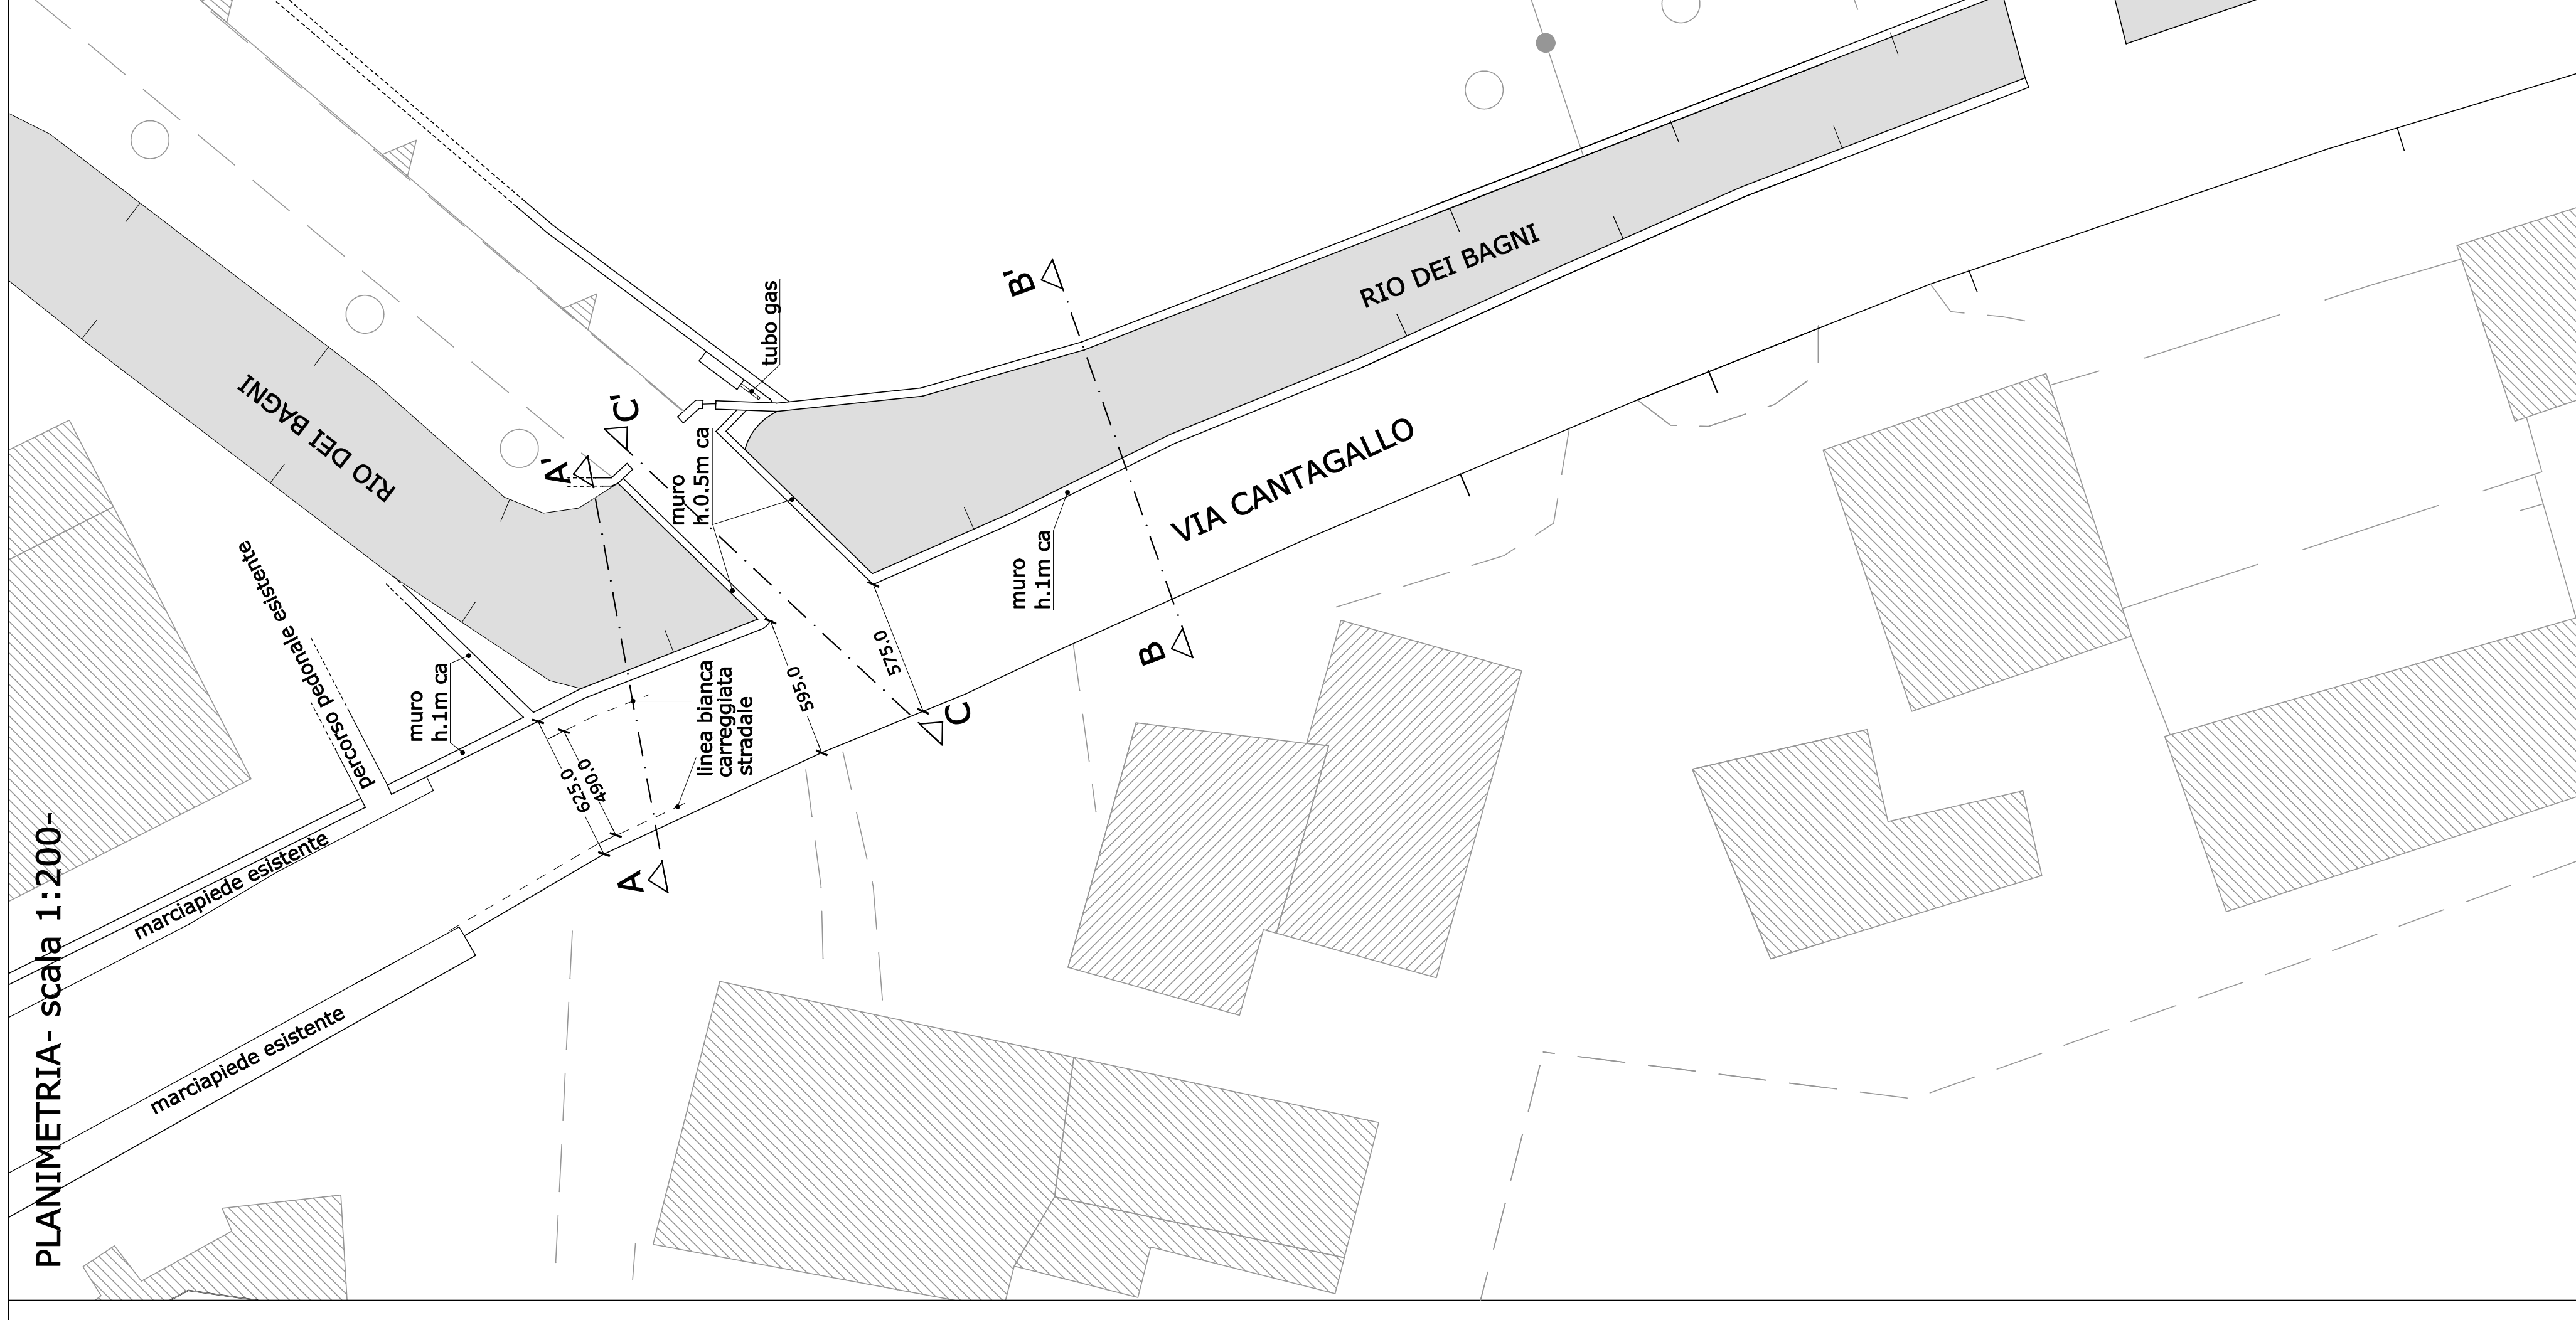 PLANIMETRIA- scala 1:200-
marciapiede esistente
marciapiede esistente
percorso pedonale esistente
RIO DEI BAGNI
muro
h.1m ca
A'
C'
tubo gas
muro
h.0.5m ca
625.0
490.0
linea bianca
carreggiata
stradale
595.0
575.0
A
C
muro
h.1m ca
B'
B
VIA CANTAGALLO
RIO DEI BAGNI